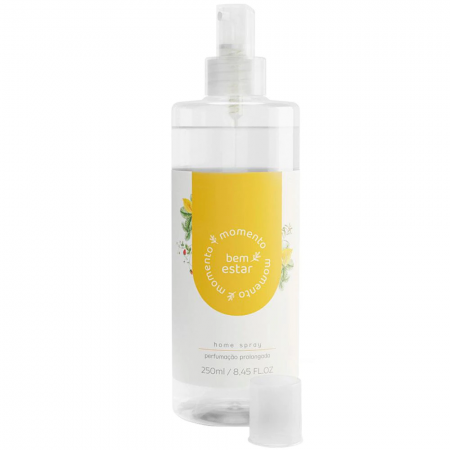 momento momento momento
bem
estar
home spray
perfumação prolongada
250ml / 8.45 FL.OZ